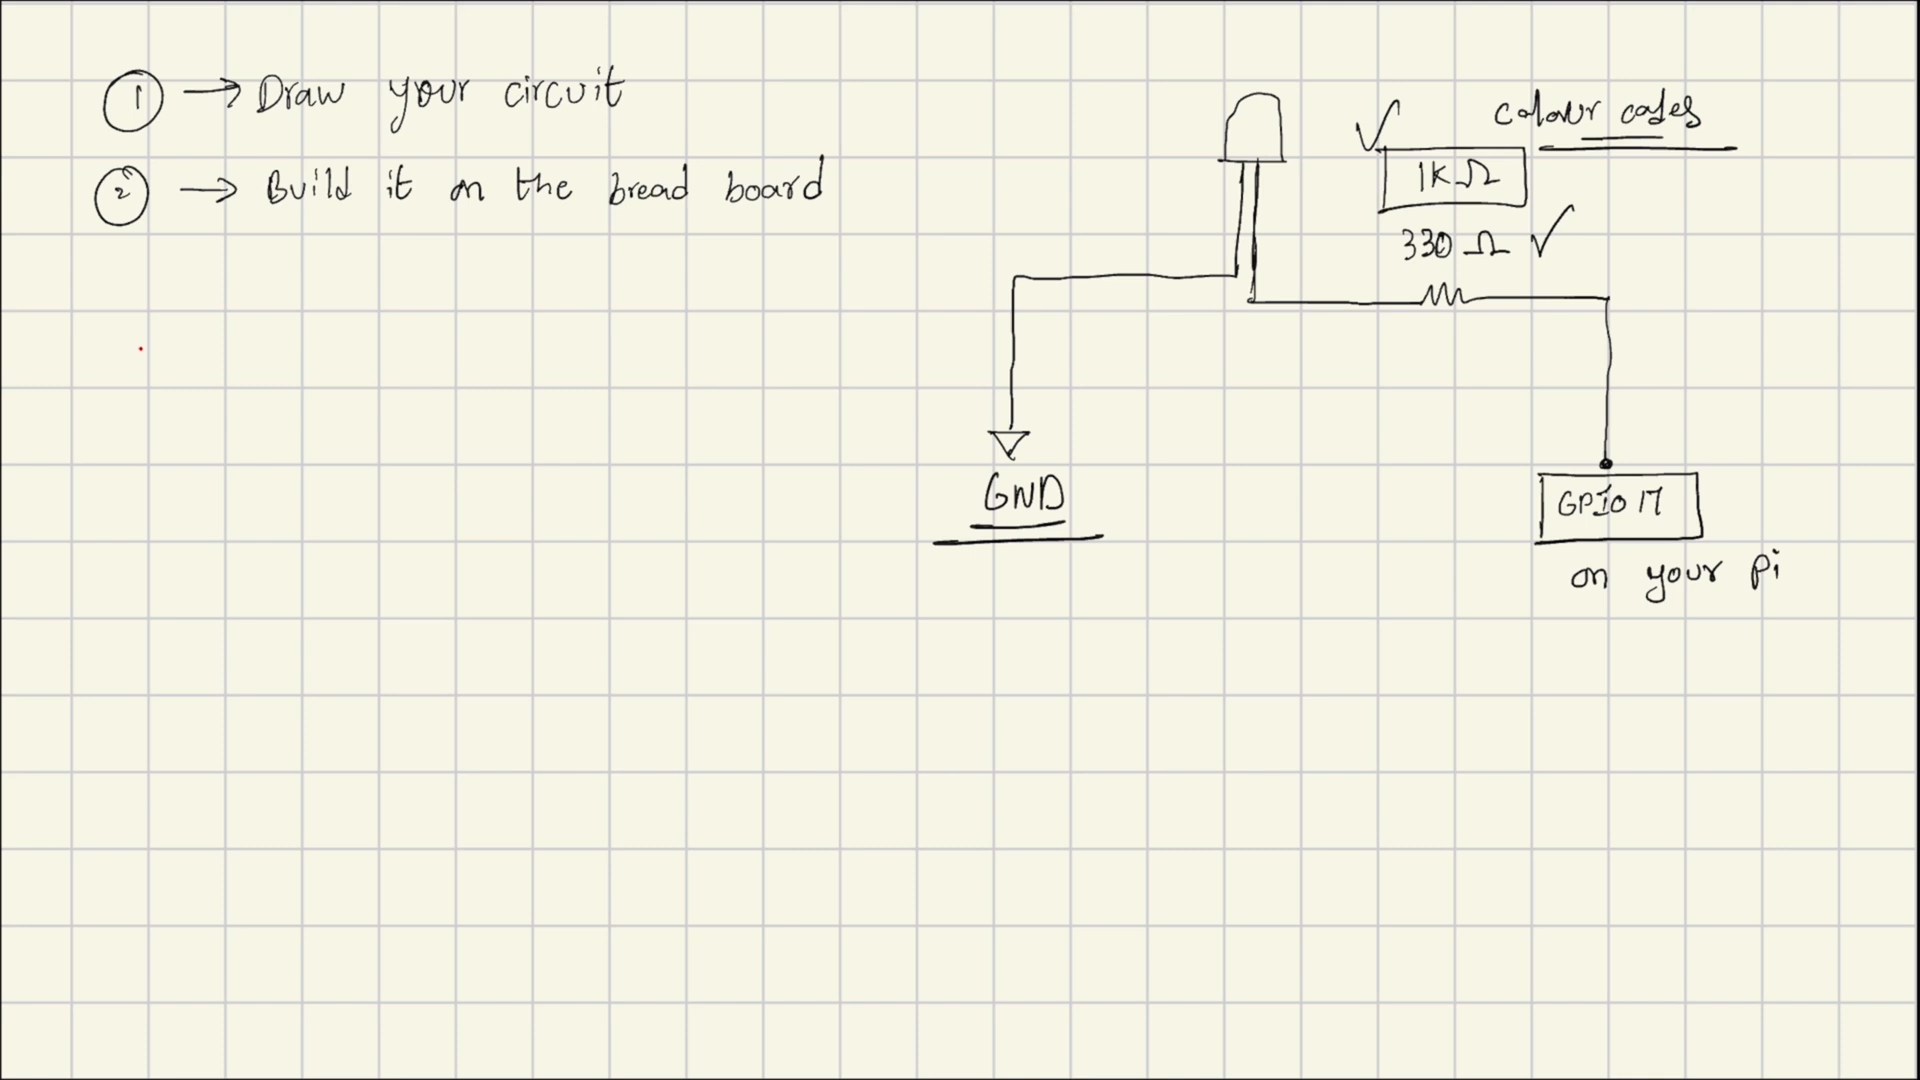 1 → Draw your circuit
2 → Build it on the bread board
colour codes
1K Ω
330 Ω ✓
GND
GPIO 17
on your Pi